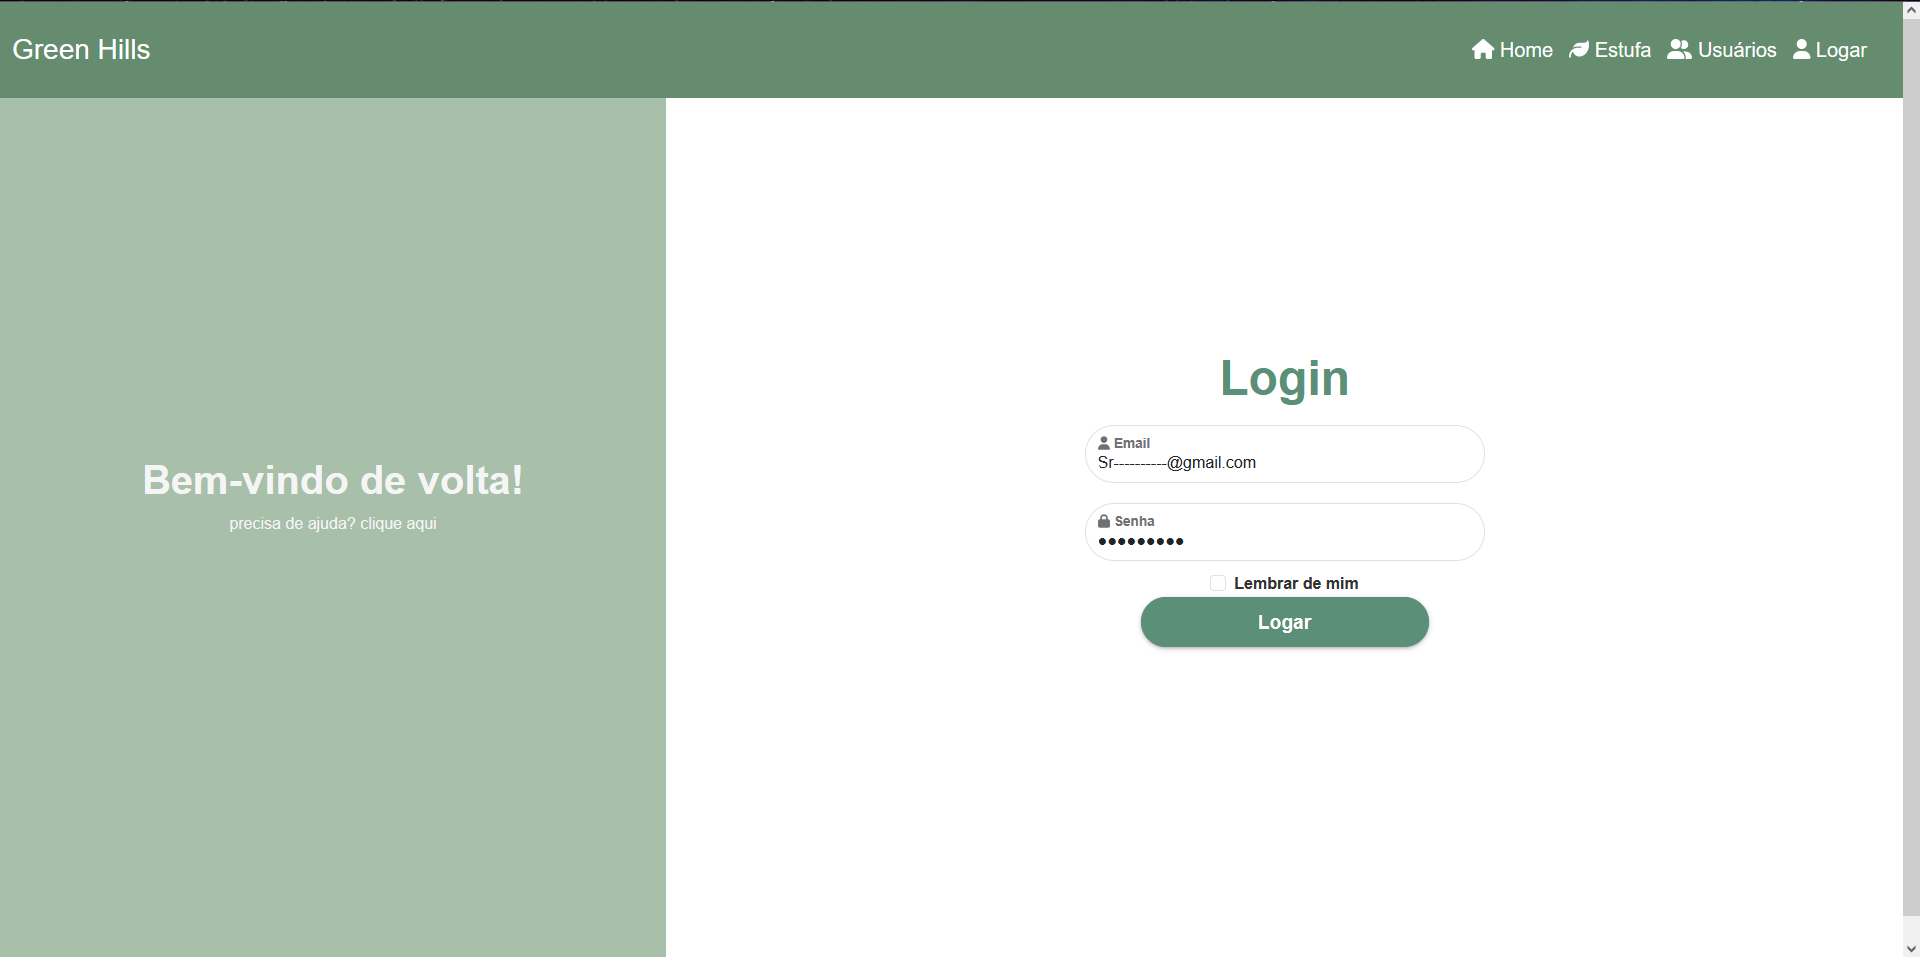 Green Hills
Home Estufa Usuários Logar
Bem-vindo de volta!
precisa de ajuda? clique aqui
Login
Email
Sr----------@gmail.com
Senha
•••••••••
Lembrar de mim
Logar